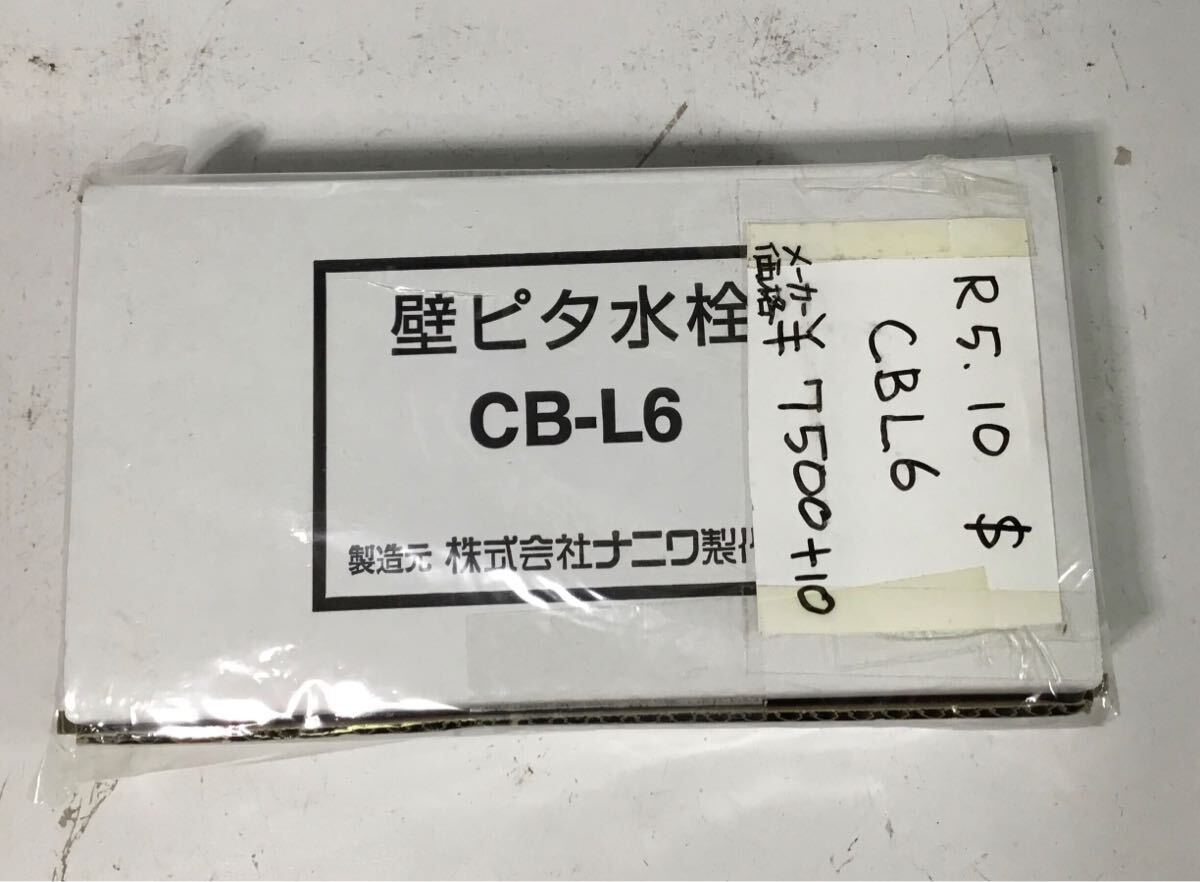 壁ピタ水栓
CB-L6
製造元 株式会社ナニワ製
R5.10 $
CBL6
メーカー
価格 ¥7500+10